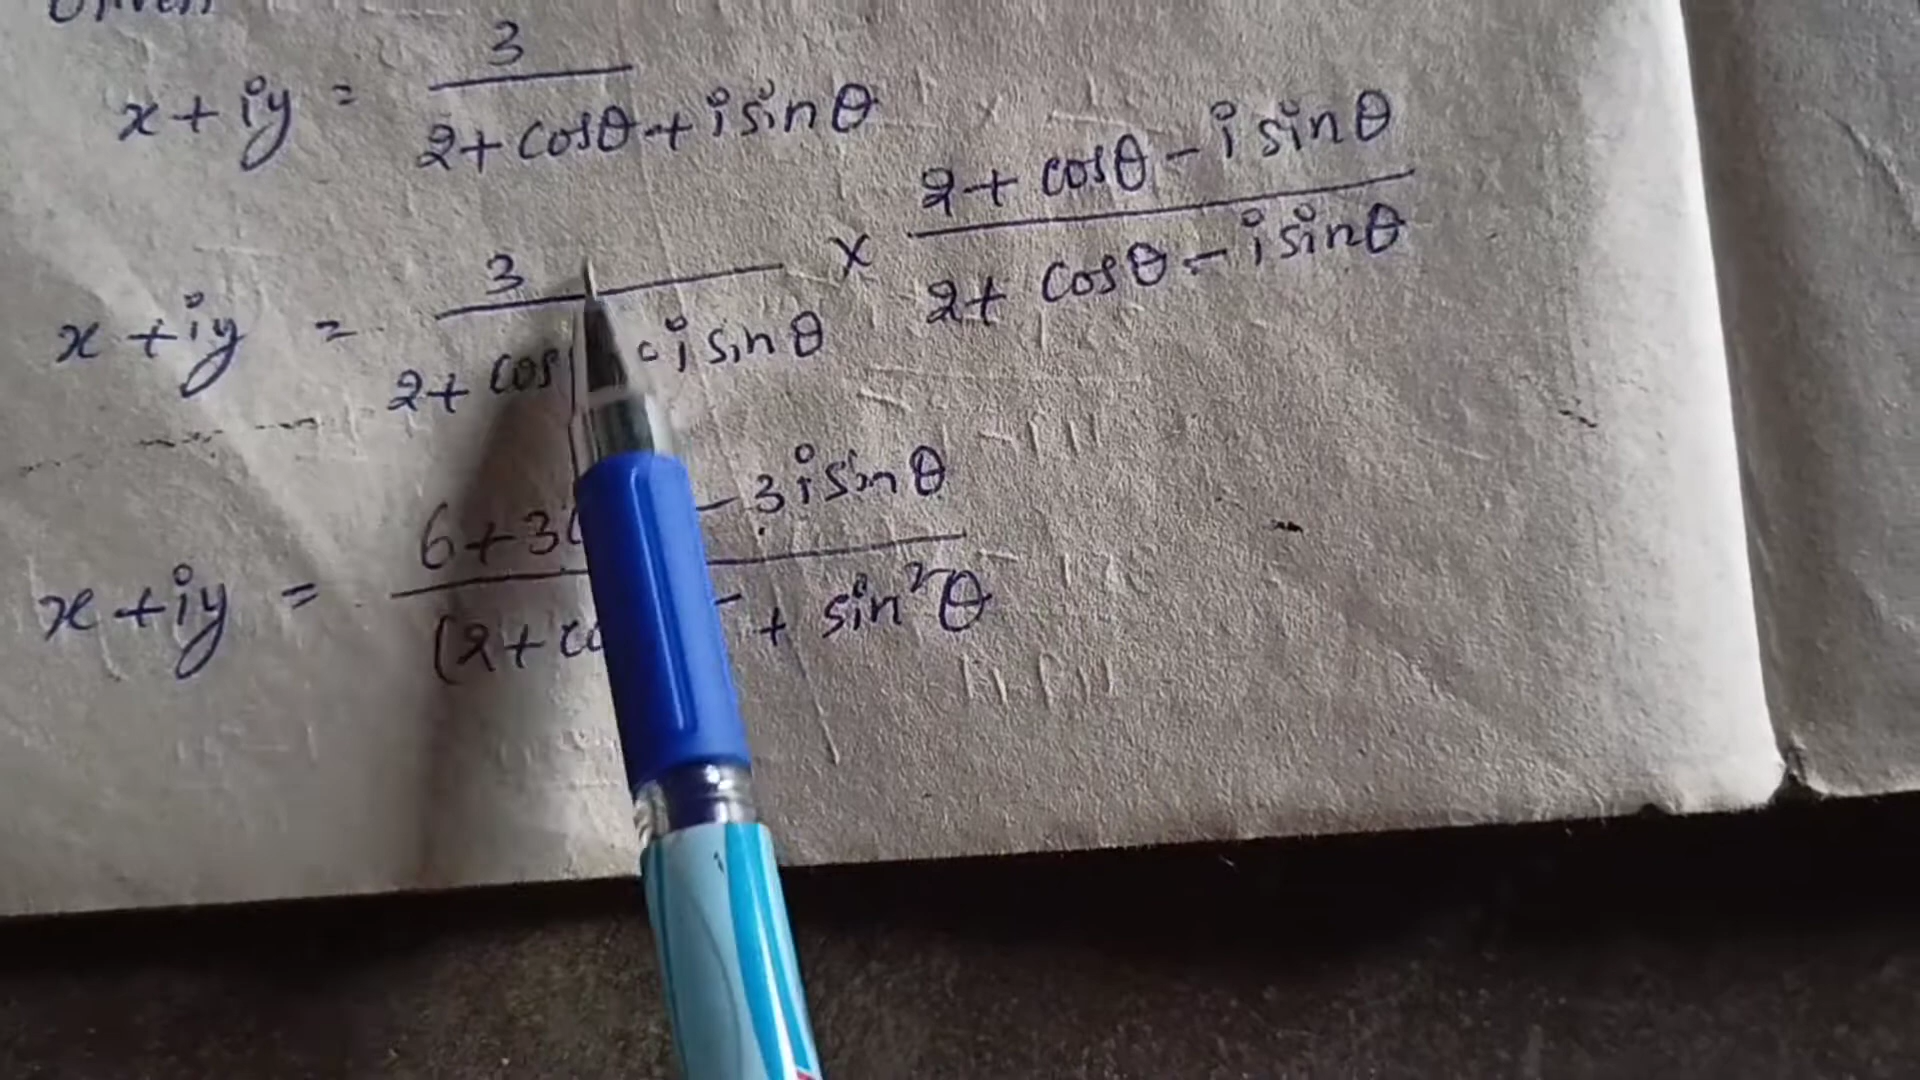 x + iy = 3 / 2 + cosθ + i sinθ
x + iy = 3 / 2 + cos i sinθ × 2 + cosθ - i sinθ / 2 + cosθ - i sinθ
x + iy = 6 + 3 - 3i sinθ / (2 + + sin²θ